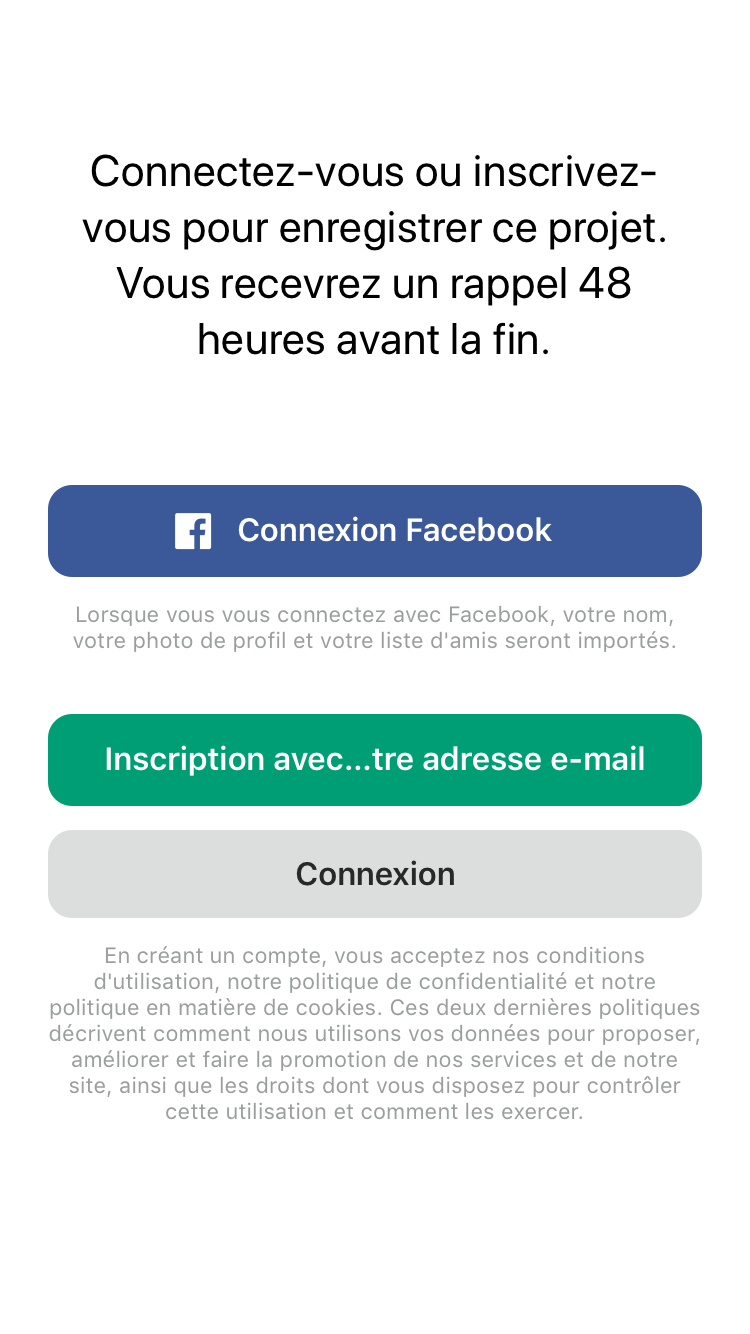 Connectez-vous ou inscrivez-
vous pour enregistrer ce projet.
Vous recevrez un rappel 48
heures avant la fin.
Connexion Facebook
Lorsque vous vous connectez avec Facebook, votre nom,
votre photo de profil et votre liste d'amis seront importés.
Inscription avec...tre adresse e-mail
Connexion
En créant un compte, vous acceptez nos conditions
d'utilisation, notre politique de confidentialité et notre
politique en matière de cookies. Ces deux dernières politiques
décrivent comment nous utilisons vos données pour proposer,
améliorer et faire la promotion de nos services et de notre
site, ainsi que les droits dont vous disposez pour contrôler
cette utilisation et comment les exercer.